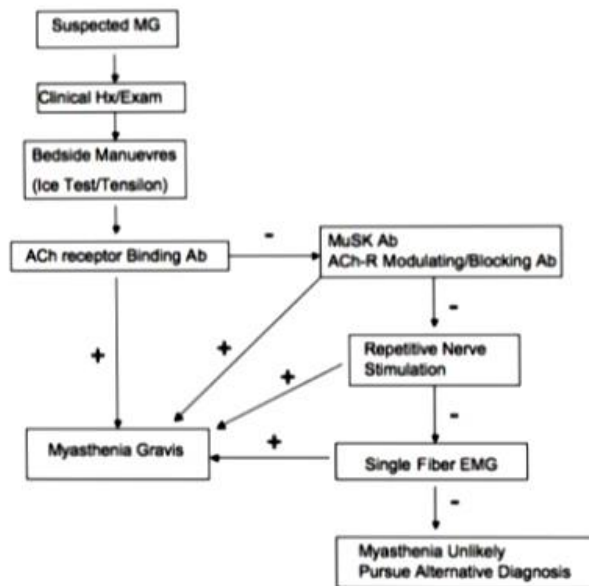 Suspected MG
Clinical Hx/Exam
Bedside Manuevres
(Ice Test/Tensilon)
ACh receptor Binding Ab
-
MuSK Ab
ACh-R Modulating/Blocking Ab
-
+
+
+
Repetitive Nerve
Stimulation
-
Myasthenia Gravis
+
Single Fiber EMG
-
Myasthenia Unlikely
Pursue Alternative Diagnosis